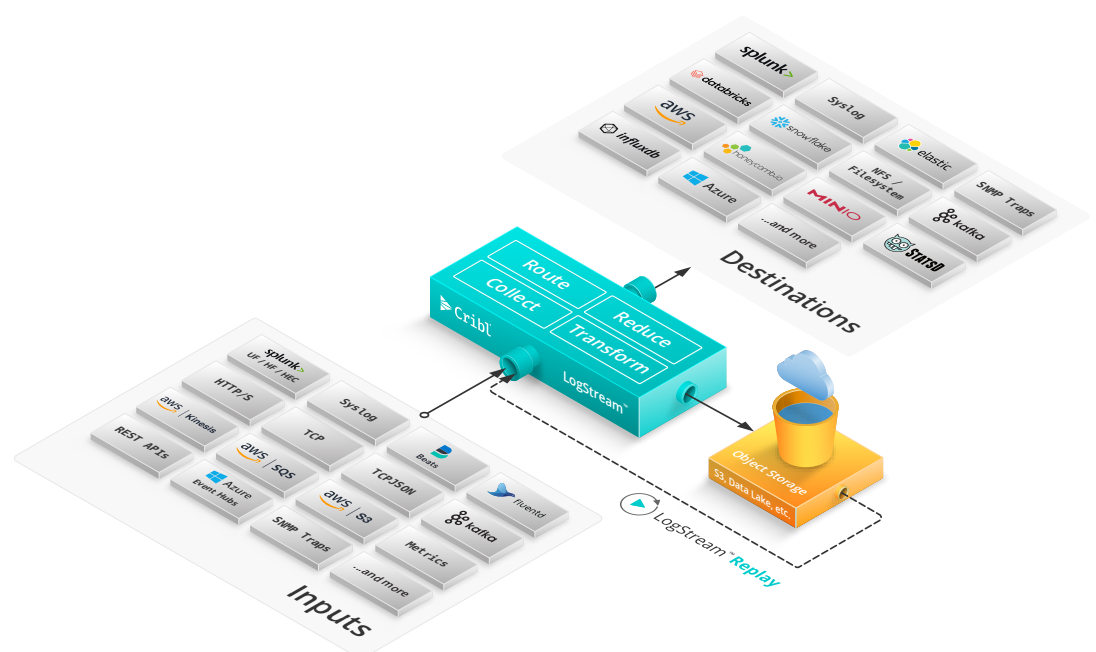 splunk>
databricks
Syslog
aws
snowflake
elastic
influxdb
honeycomb.io
NFS /
Filesystem
SNMP Traps
Azure
MINIO
kafka
...and more
STATSD
Destinations
Route
Reduce
Collect
Transform
Cribl
LogStream™
splunk>
UF / HF / HEC
HTTP/S
Syslog
aws | Kinesis
TCP
Beats
REST APIs
aws | SQS
TCPJSON
fluentd
Azure
Event Hubs
aws | S3
kafka
SNMP Traps
Metrics
...and more
Inputs
Object Storage
S3, Data Lake, etc.
LogStream™ Replay